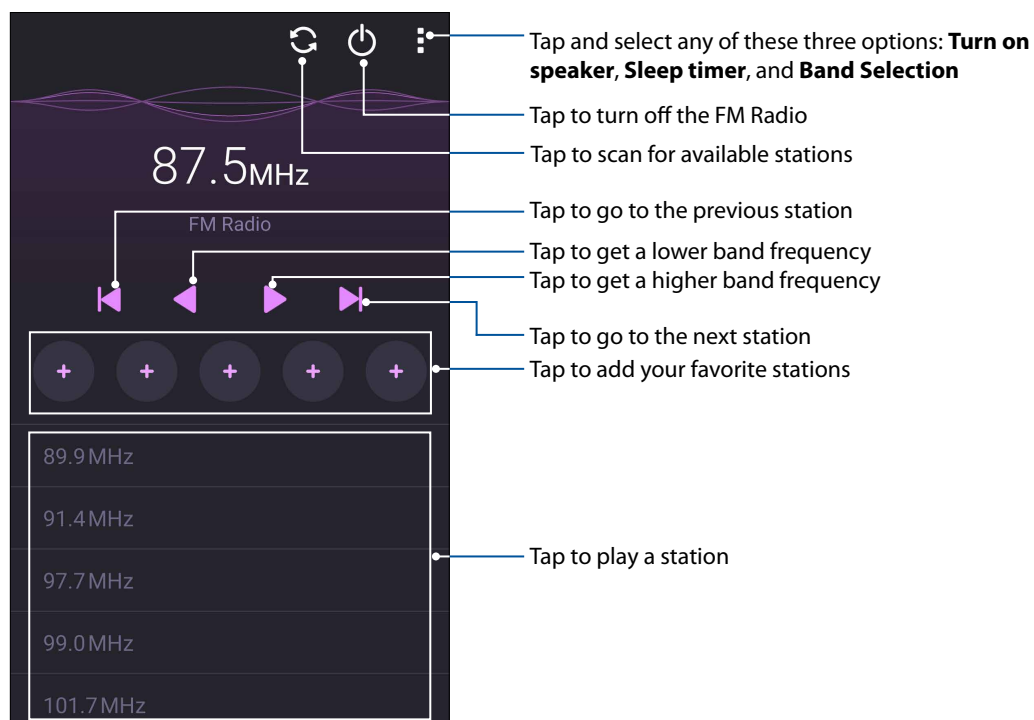 Tap and select any of these three options: Turn on
speaker, Sleep timer, and Band Selection
Tap to turn off the FM Radio
Tap to scan for available stations
87.5MHz
FM Radio
Tap to go to the previous station
Tap to get a lower band frequency
Tap to get a higher band frequency
Tap to go to the next station
Tap to add your favorite stations
+ + + + +
89.9MHz
91.4MHz
97.7MHz
99.0MHz
101.7MHz
Tap to play a station